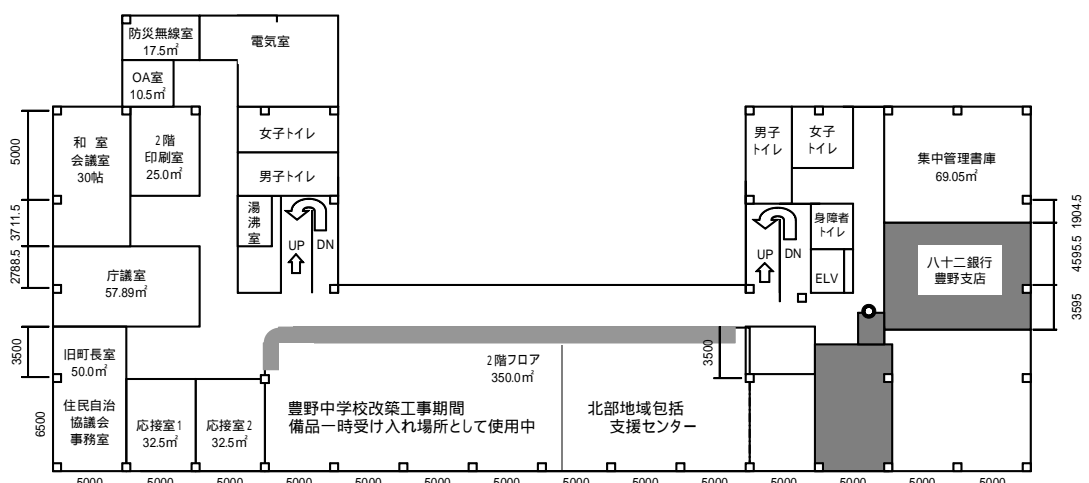 防災無線室
17.5㎡
電気室
OA室
10.5㎡
和 室
会議室
30帖
2階
印刷室
25.0㎡
女子トイレ
男子トイレ
湯
沸
室
UP
DN
庁議室
57.89㎡
旧町長室
50.0㎡
住民自治
協議会
事務室
応接室1
32.5㎡
応接室2
32.5㎡
2階フロア
350.0㎡
豊野中学校改築工事期間
備品一時受け入れ場所として使用中
北部地域包括
支援センター
男子
トイレ
女子
トイレ
身障者
トイレ
UP
DN
ELV
集中管理書庫
69.05㎡
八十二銀行
豊野支店
5000
3711.5
2788.5
3500
6500
3500
1904.5
4595.5
3595
5000
5000
5000
5000
5000
5000
5000
5000
5000
5000
5000
5000
5000